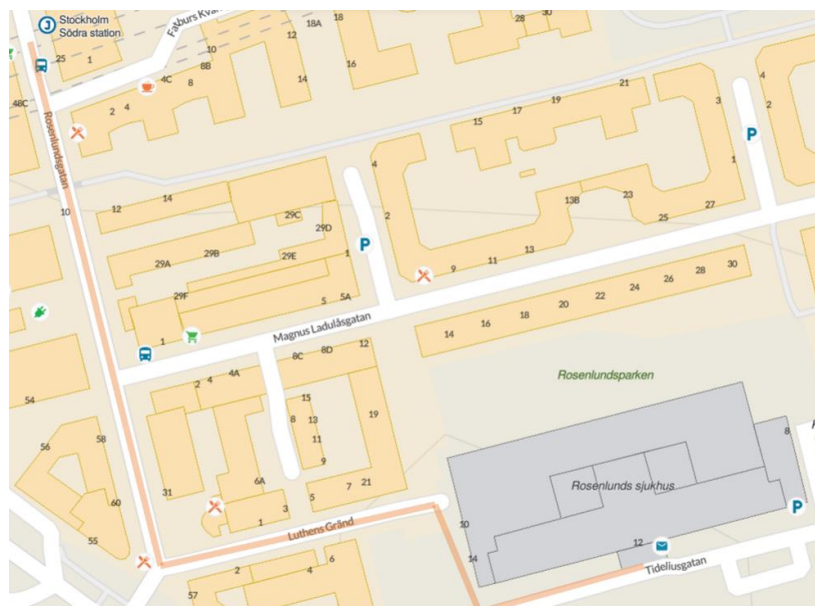 Stockholm
Södra station
Fatburs Kva
18A
18
28
30
25
1
10
8B
4C
8
12
14
16
2
4
48C
21
19
17
15
4
2
3
1
Rosenlundsgatan
10
12
14
4
2
29C
29D
29B
29A
29E
1
13B
23
25
27
13
11
9
29F
5
5A
1
Magnus Ladulåsgatan
30
28
26
24
22
20
18
16
14
8C
8D
12
2
4
4A
54
Rosenlundsparken
15
8
13
11
9
19
56
58
60
55
31
6A
1
3
5
7
21
Luthens Gränd
Rosenlunds sjukhus
8
10
14
12
Tideliusgatan
2
4
6
57